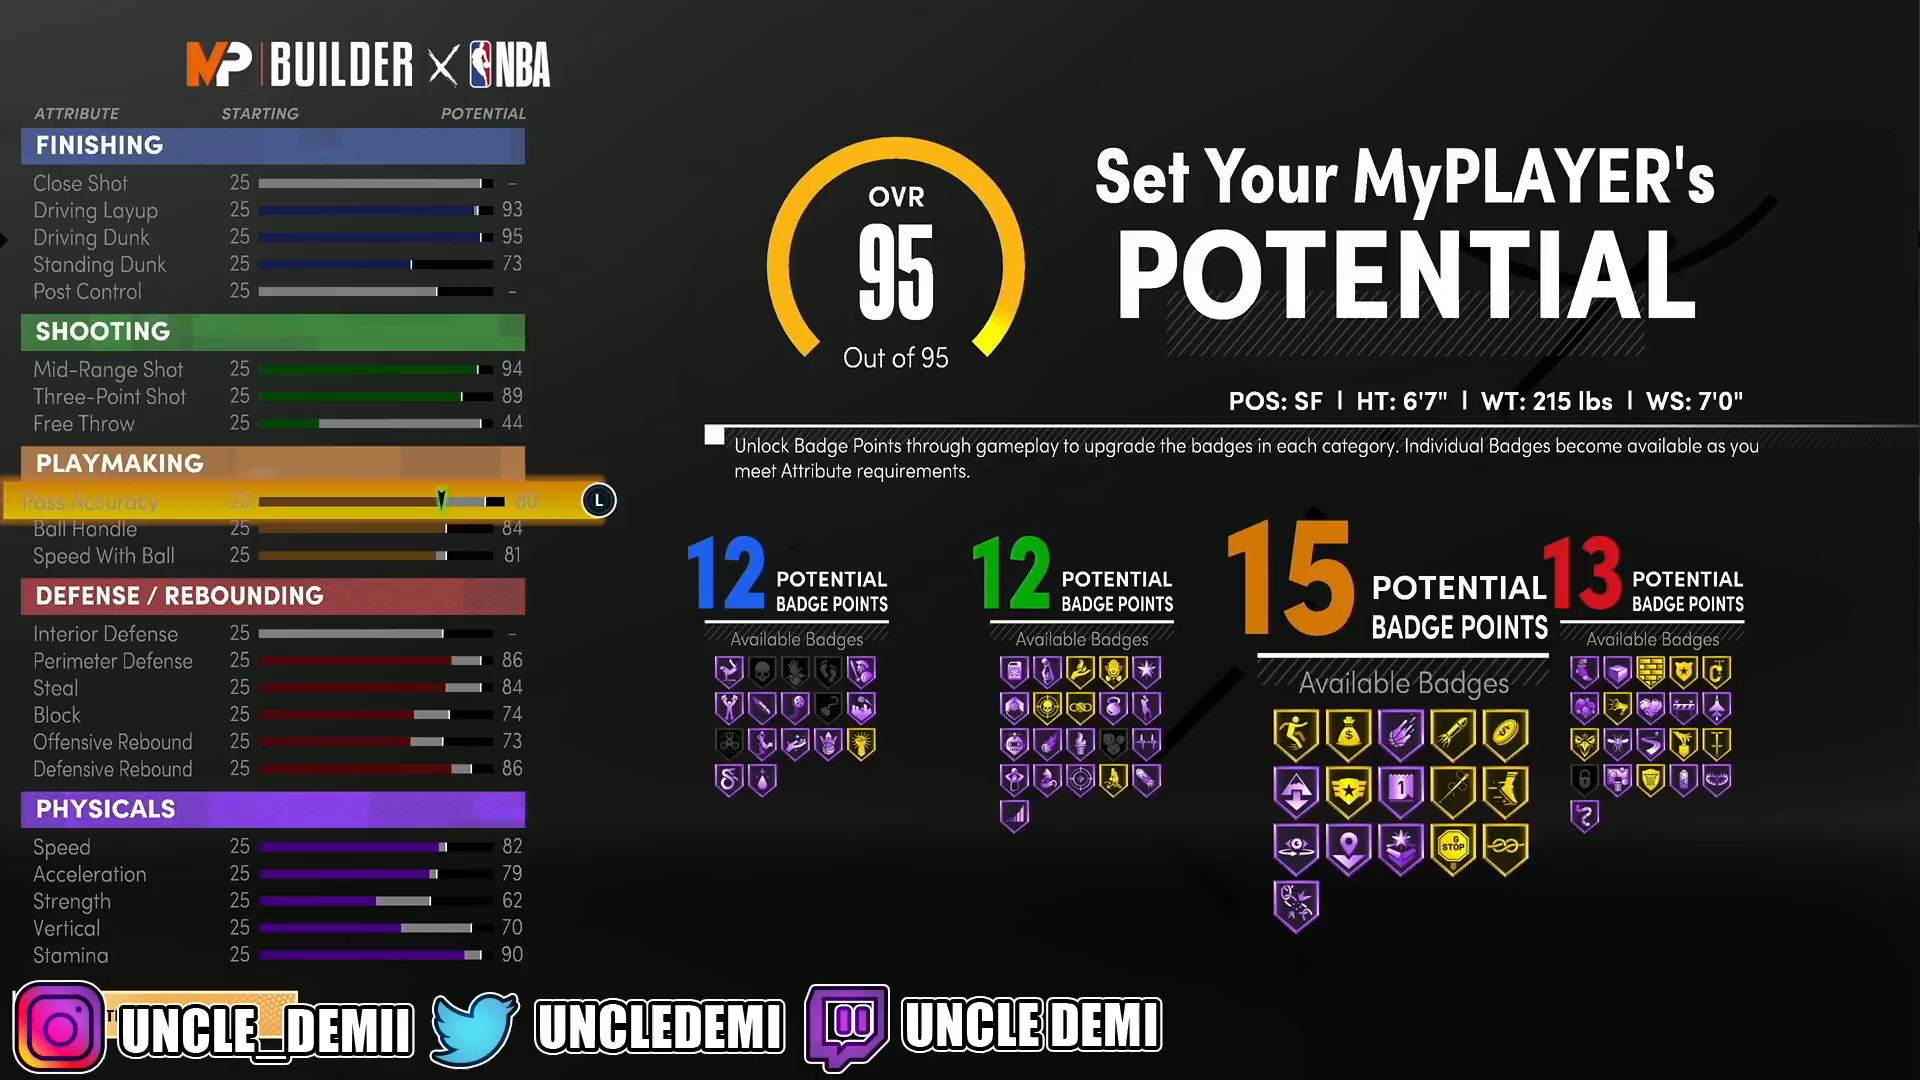 MP | BUILDER X NBA
ATTRIBUTE STARTING POTENTIAL
FINISHING
Close Shot 25 -
Driving Layup 25 93
Driving Dunk 25 95
Standing Dunk 25 73
Post Control 25 -
SHOOTING
Mid-Range Shot 25 94
Three-Point Shot 25 89
Free Throw 25 44
PLAYMAKING
Pass Accuracy 25 80
L
Ball Handle 25 84
Speed With Ball 25 81
DEFENSE / REBOUNDING
Interior Defense 25 -
Perimeter Defense 25 86
Steal 25 84
Block 25 74
Offensive Rebound 25 73
Defensive Rebound 25 86
PHYSICALS
Speed 25 82
Acceleration 25 79
Strength 25 62
Vertical 25 70
Stamina 25 90
OVR
95
Out of 95
Set Your MyPLAYER's
POTENTIAL
POS: SF | HT: 6'7" | WT: 215 lbs | WS: 7'0"
Unlock Badge Points through gameplay to upgrade the badges in each category. Individual Badges become available as you
meet Attribute requirements.
12 POTENTIAL
BADGE POINTS
Available Badges
12 POTENTIAL
BADGE POINTS
Available Badges
15 POTENTIAL
BADGE POINTS
Available Badges
1
G
STOP
13 POTENTIAL
BADGE POINTS
Available Badges
UNCLE_DEMII UNCLEDEMI UNCLE DEMI